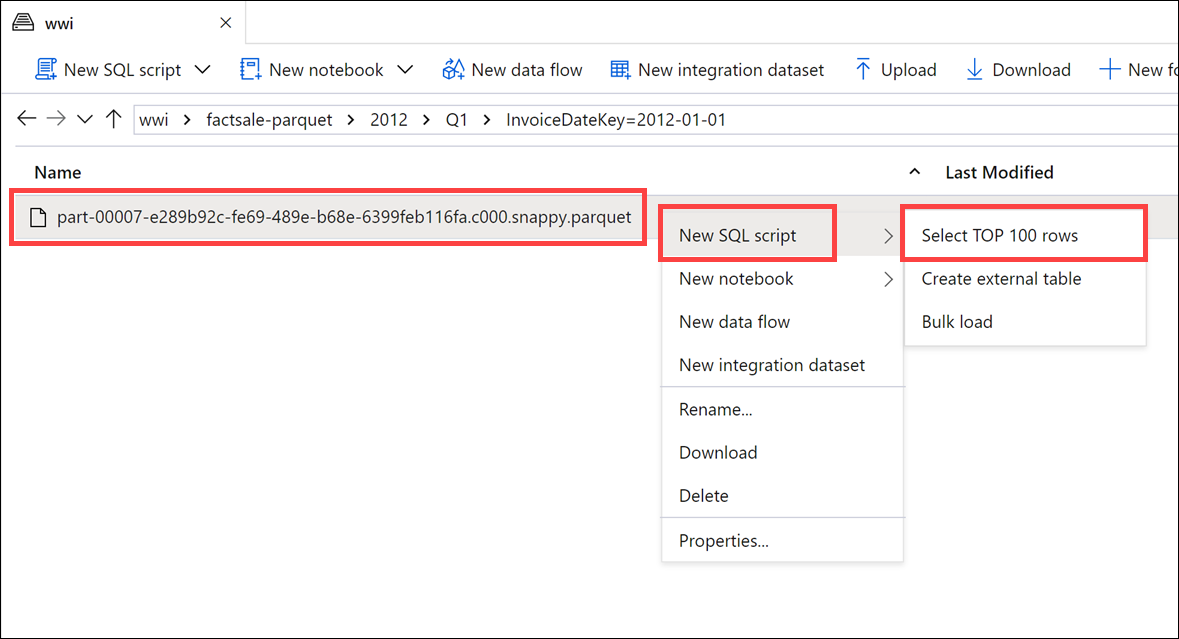 wwi
New SQL script New notebook New data flow New integration dataset Upload Download New fo
wwi > factsale-parquet > 2012 > Q1 > InvoiceDateKey=2012-01-01
Name Last Modified
part-00007-e289b92c-fe69-489e-b68e-6399feb116fa.c000.snappy.parquet
New SQL script
Select TOP 100 rows
New notebook
Create external table
New data flow
Bulk load
New integration dataset
Rename...
Download
Delete
Properties...